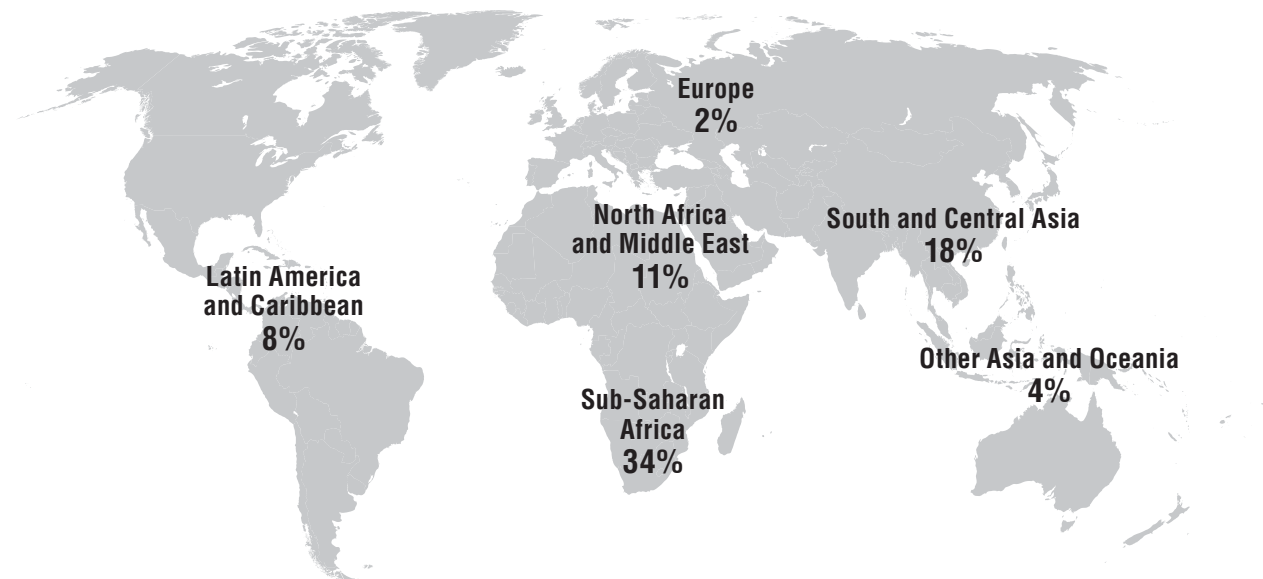 Europe
2%
North Africa
and Middle East
11%
South and Central Asia
18%
Latin America
and Caribbean
8%
Other Asia and Oceania
4%
Sub-Saharan
Africa
34%